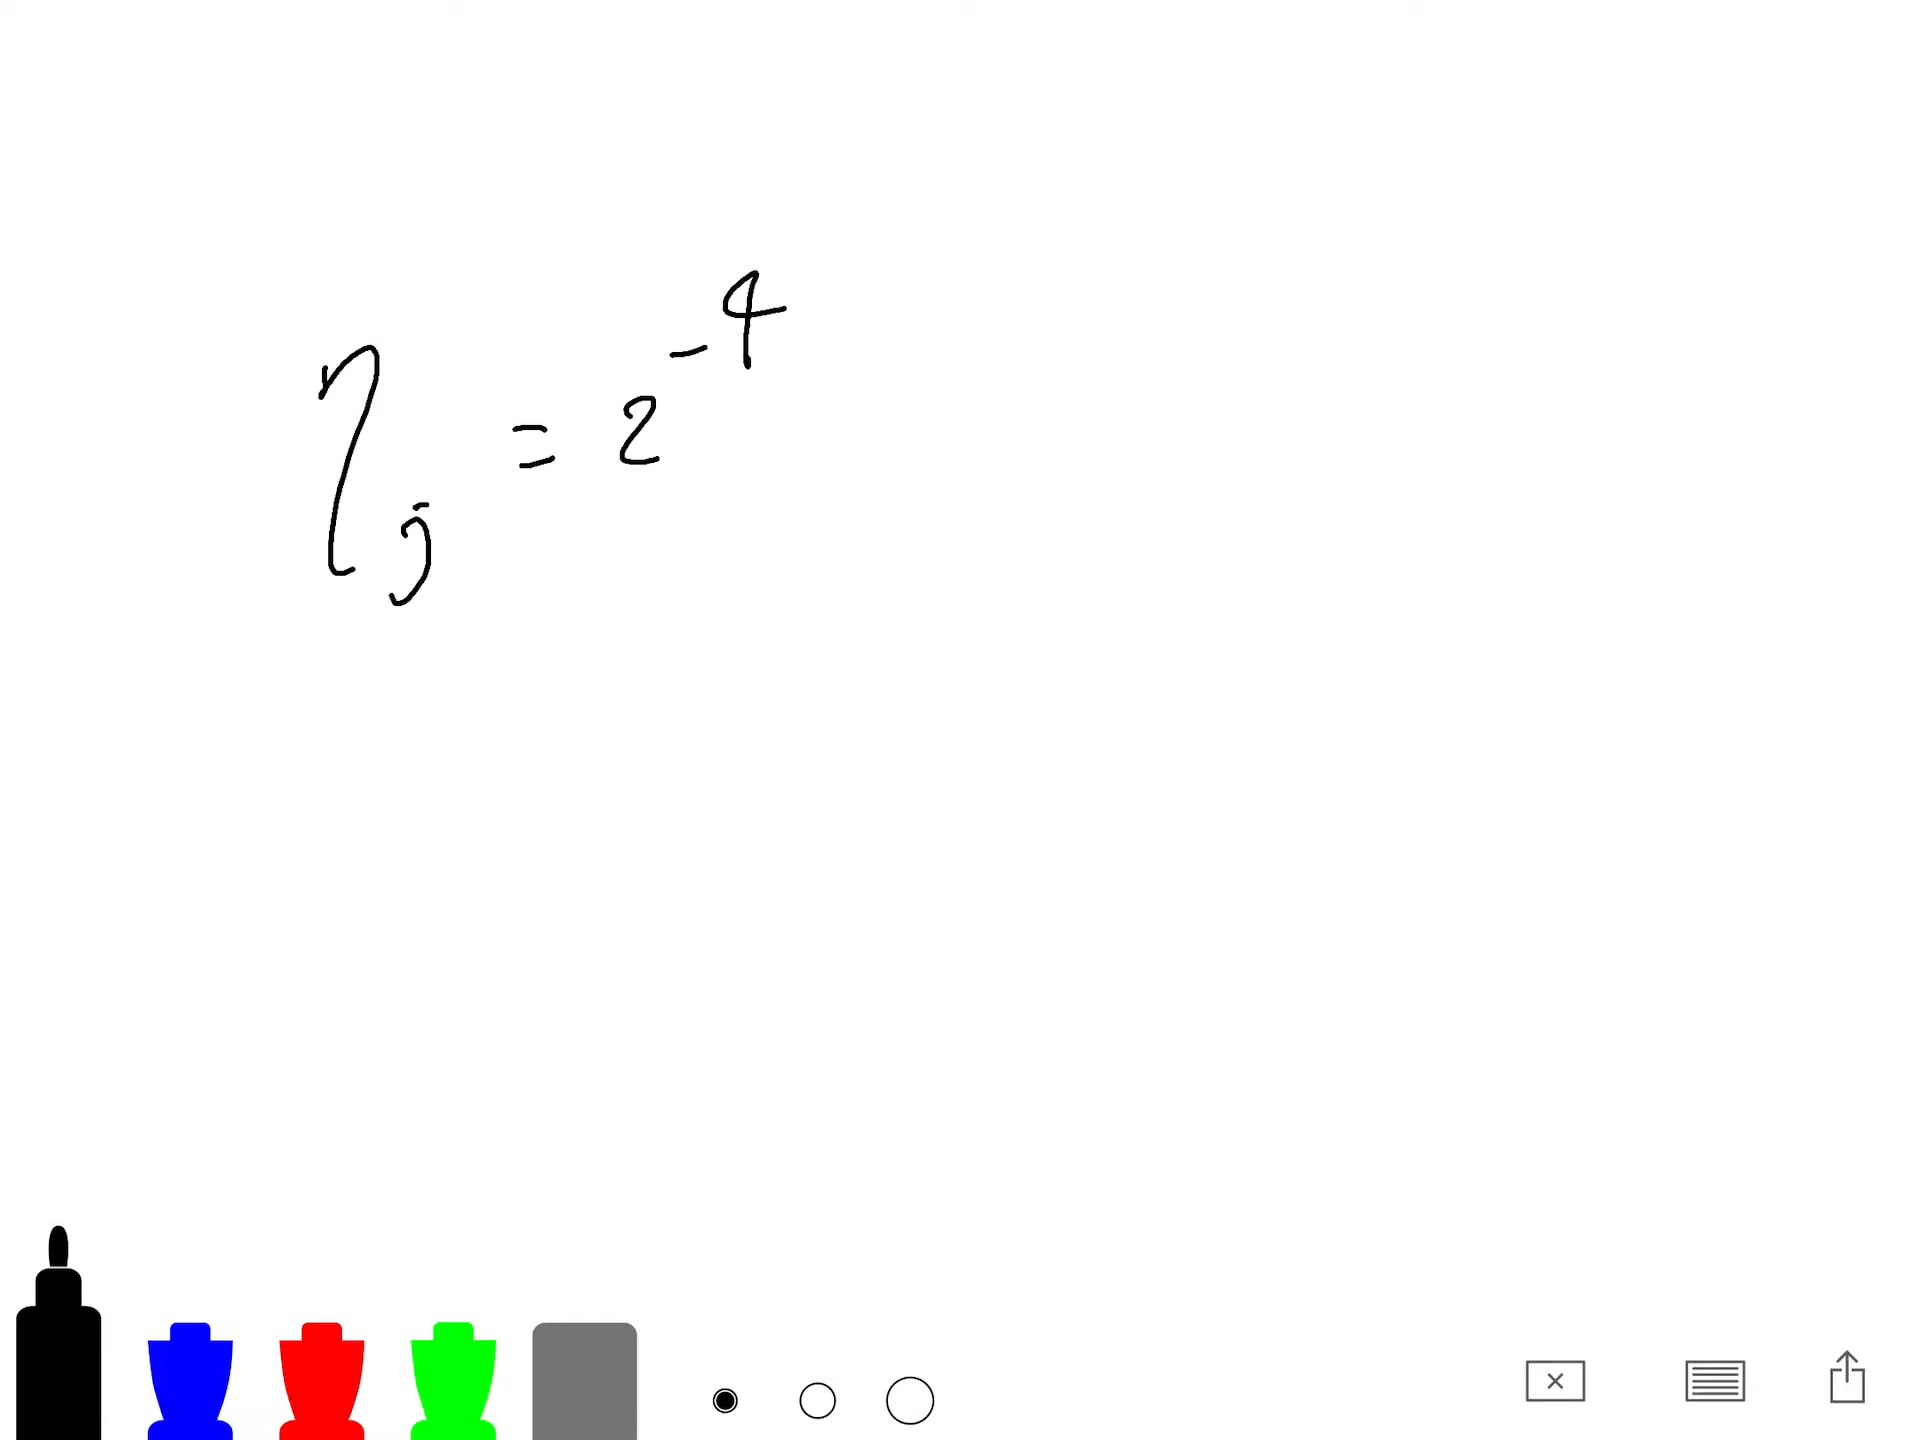 η_j = 2^{-4}